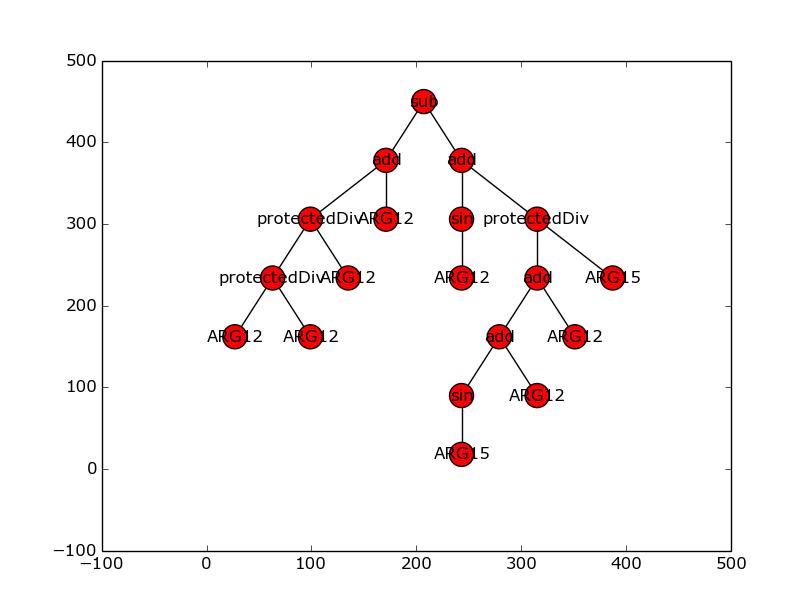 500
sub
400
add add
300
protectedDiv ARG12 sin protectedDiv
protectedDiv ARG12 ARG12 add ARG15
200
ARG12 ARG12 add ARG12
100
sin ARG12
ARG15
0
−100
−100 0 100 200 300 400 500